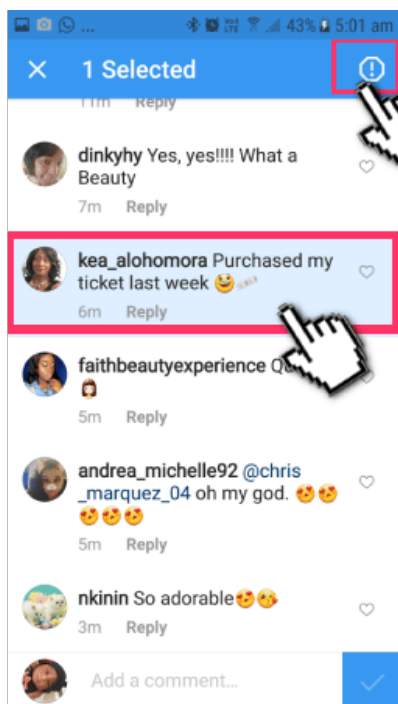 ... 43% 5:01 am
1 Selected
11m Reply
dinkyhy Yes, yes!!!! What a
Beauty
7m Reply
kea_alohomora Purchased my
ticket last week
6m Reply
faithbeautyexperience
5m Reply
andrea_michelle92 @chris
_marquez_04 oh my god. 😍😍
😍😍😍
5m Reply
nkinin So adorable😍😘
3m Reply
Add a comment...